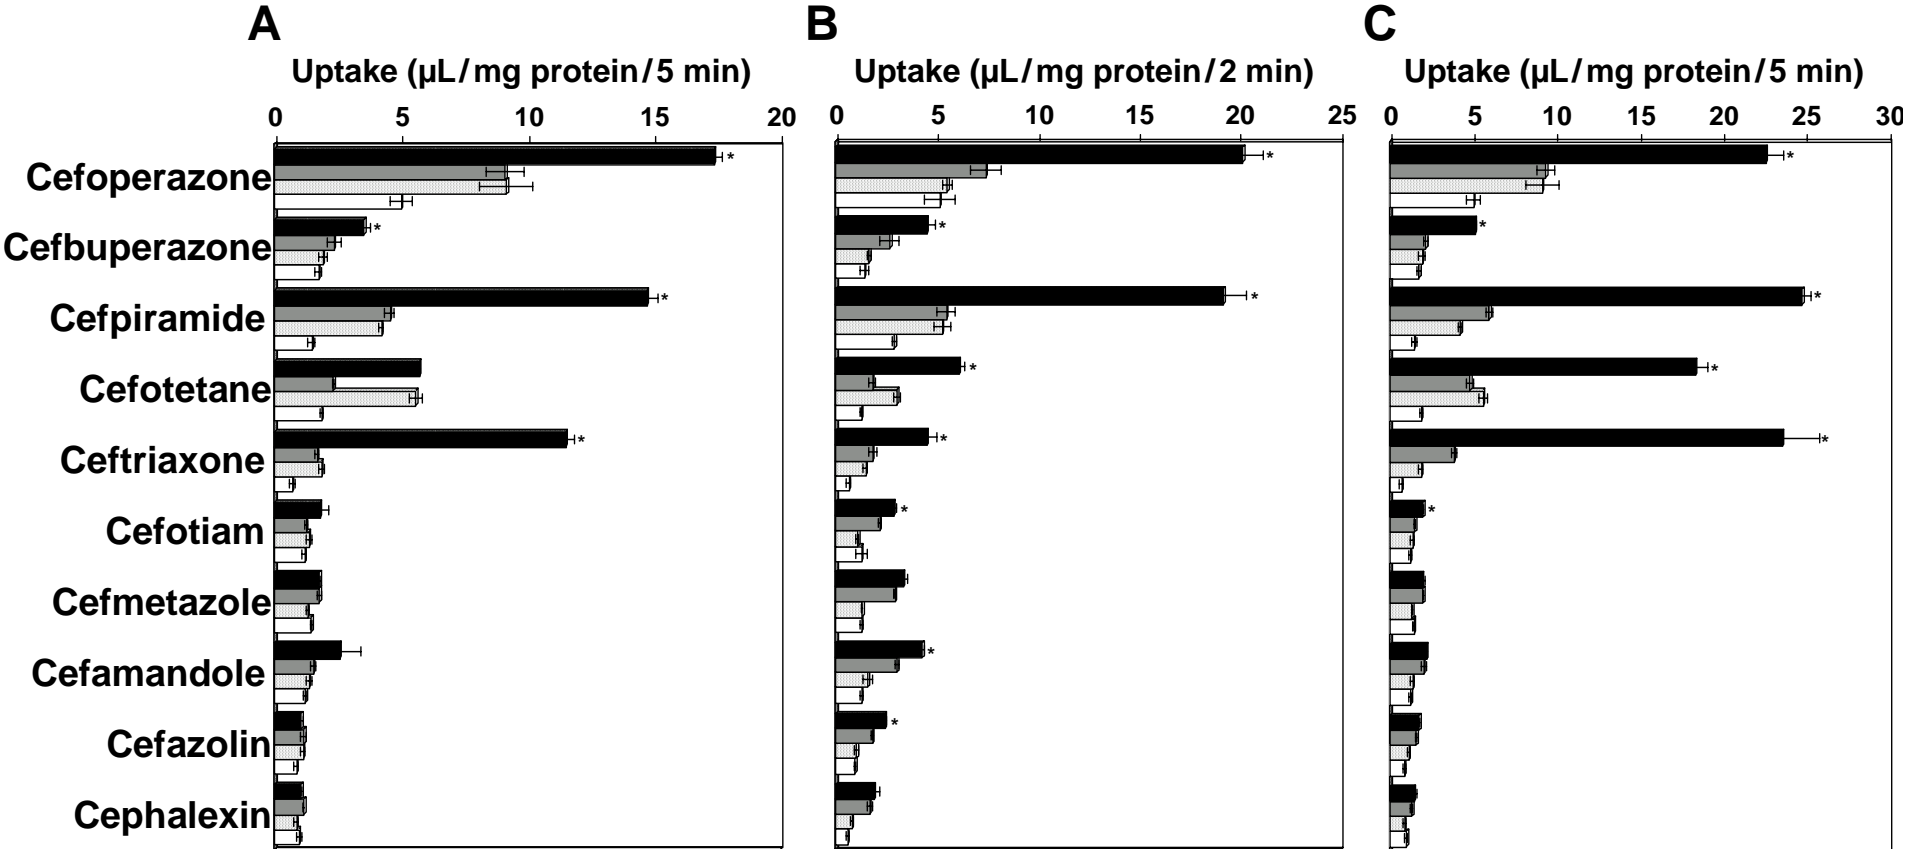 A B C
Uptake (µL/mg protein/5 min) Uptake (µL/mg protein/2 min) Uptake (µL/mg protein/5 min)
0 5 10 15 20 0 5 10 15 20 25 0 5 10 15 20 25 30
Cefoperazone * * *
Cefbuperazone * * *
Cefpiramide * * *
Cefotetane * *
Ceftriaxone * * *
Cefotiam * *
Cefmetazole
Cefamandole *
Cefazolin *
Cephalexin